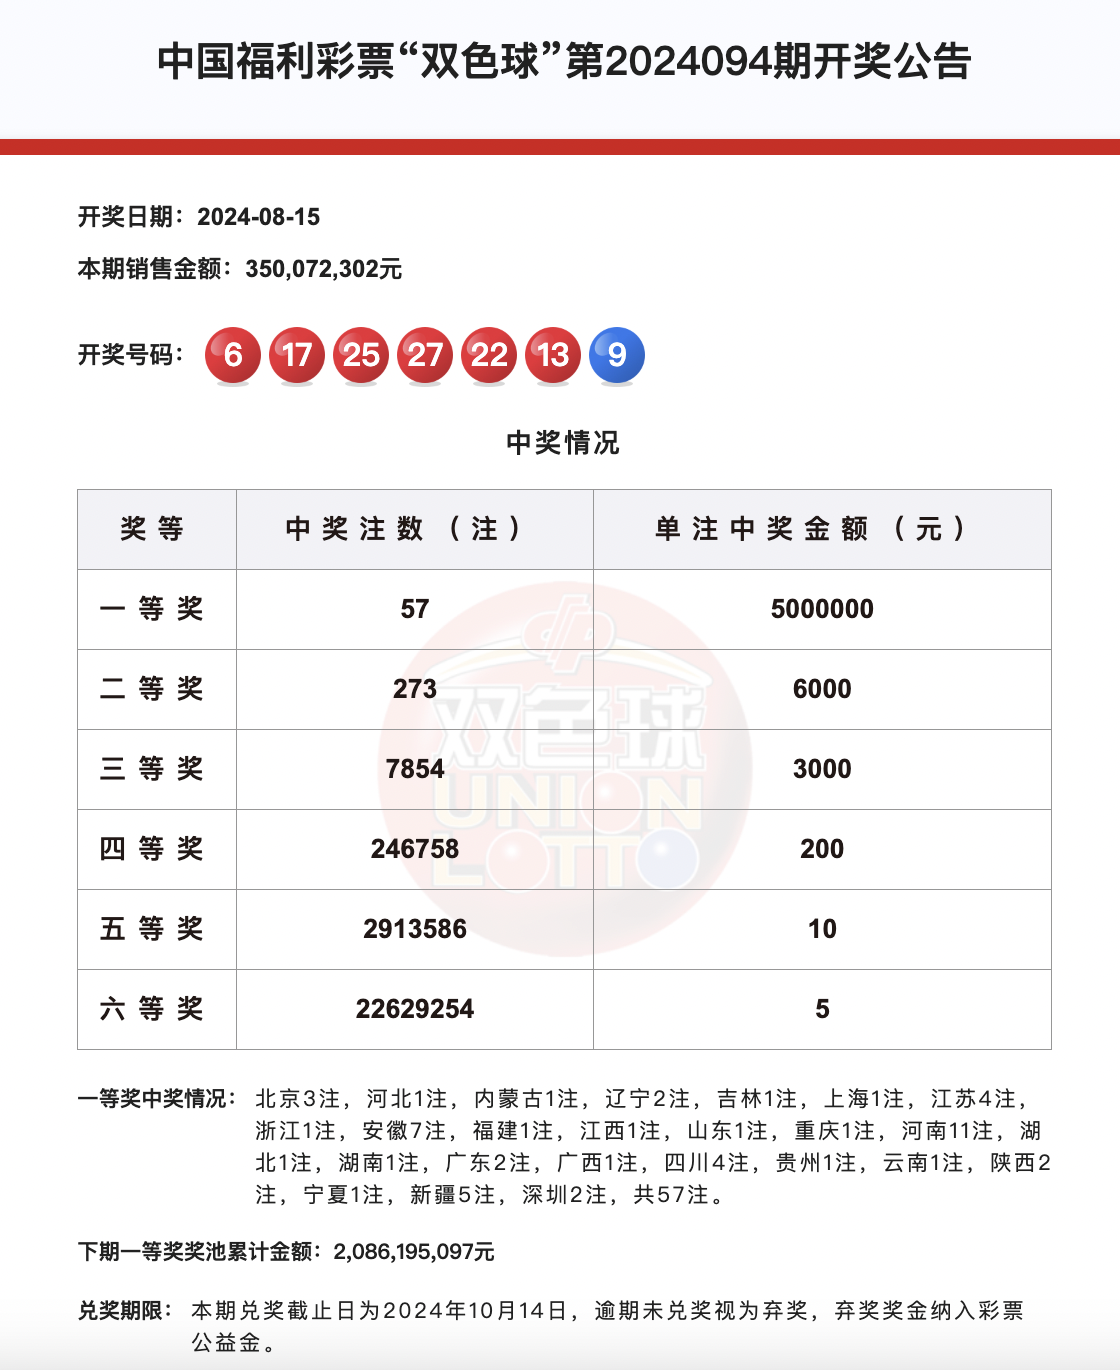 中国福利彩票“双色球”第2024094期开奖公告
开奖日期：2024-08-15
本期销售金额：350,072,302元
开奖号码： 6 17 25 27 22 13 9
中奖情况
奖等 中奖注数（注） 单注中奖金额（元）
一等奖 57 5000000
二等奖 273 6000
三等奖 7854 3000
四等奖 246758 200
五等奖 2913586 10
六等奖 22629254 5
双色球
UNION
LOTTO
一等奖中奖情况： 北京3注，河北1注，内蒙古1注，辽宁2注，吉林1注，上海1注，江苏4注，
浙江1注，安徽7注，福建1注，江西1注，山东1注，重庆1注，河南11注，湖
北1注，湖南1注，广东2注，广西1注，四川4注，贵州1注，云南1注，陕西2
注，宁夏1注，新疆5注，深圳2注，共57注。
下期一等奖奖池累计金额：2,086,195,097元
兑奖期限： 本期兑奖截止日为2024年10月14日，逾期未兑奖视为弃奖，弃奖奖金纳入彩票
公益金。